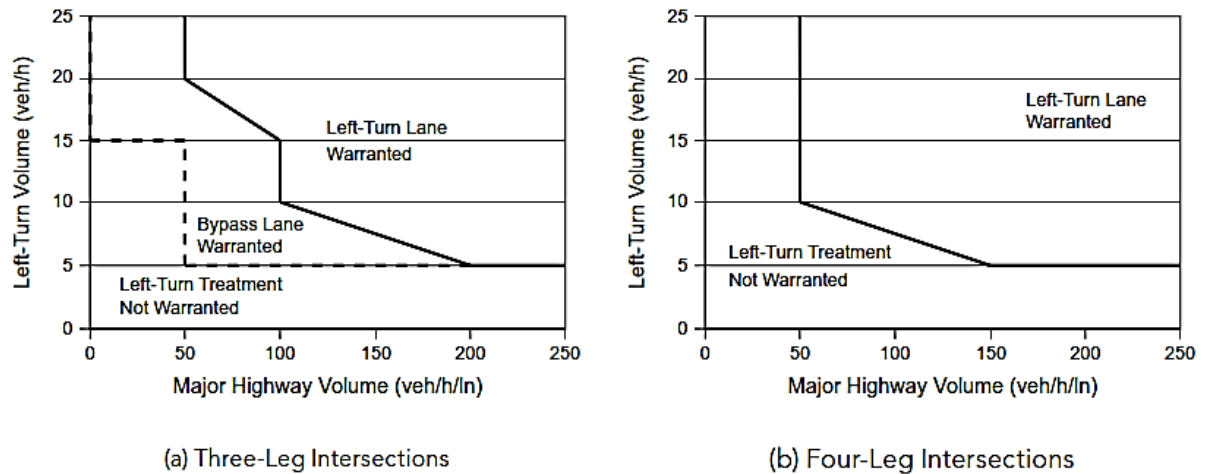 25
20
15
10
5
0
Left-Turn Volume (veh/h)
Left-Turn Lane
Warranted
Bypass Lane
Warranted
Left-Turn Treatment
Not Warranted
0 50 100 150 200 250
Major Highway Volume (veh/h/ln)
(a) Three-Leg Intersections
25
20
15
10
5
0
Left-Turn Volume (veh/h)
Left-Turn Lane
Warranted
Left-Turn Treatment
Not Warranted
0 50 100 150 200 250
Major Highway Volume (veh/h/ln)
(b) Four-Leg Intersections